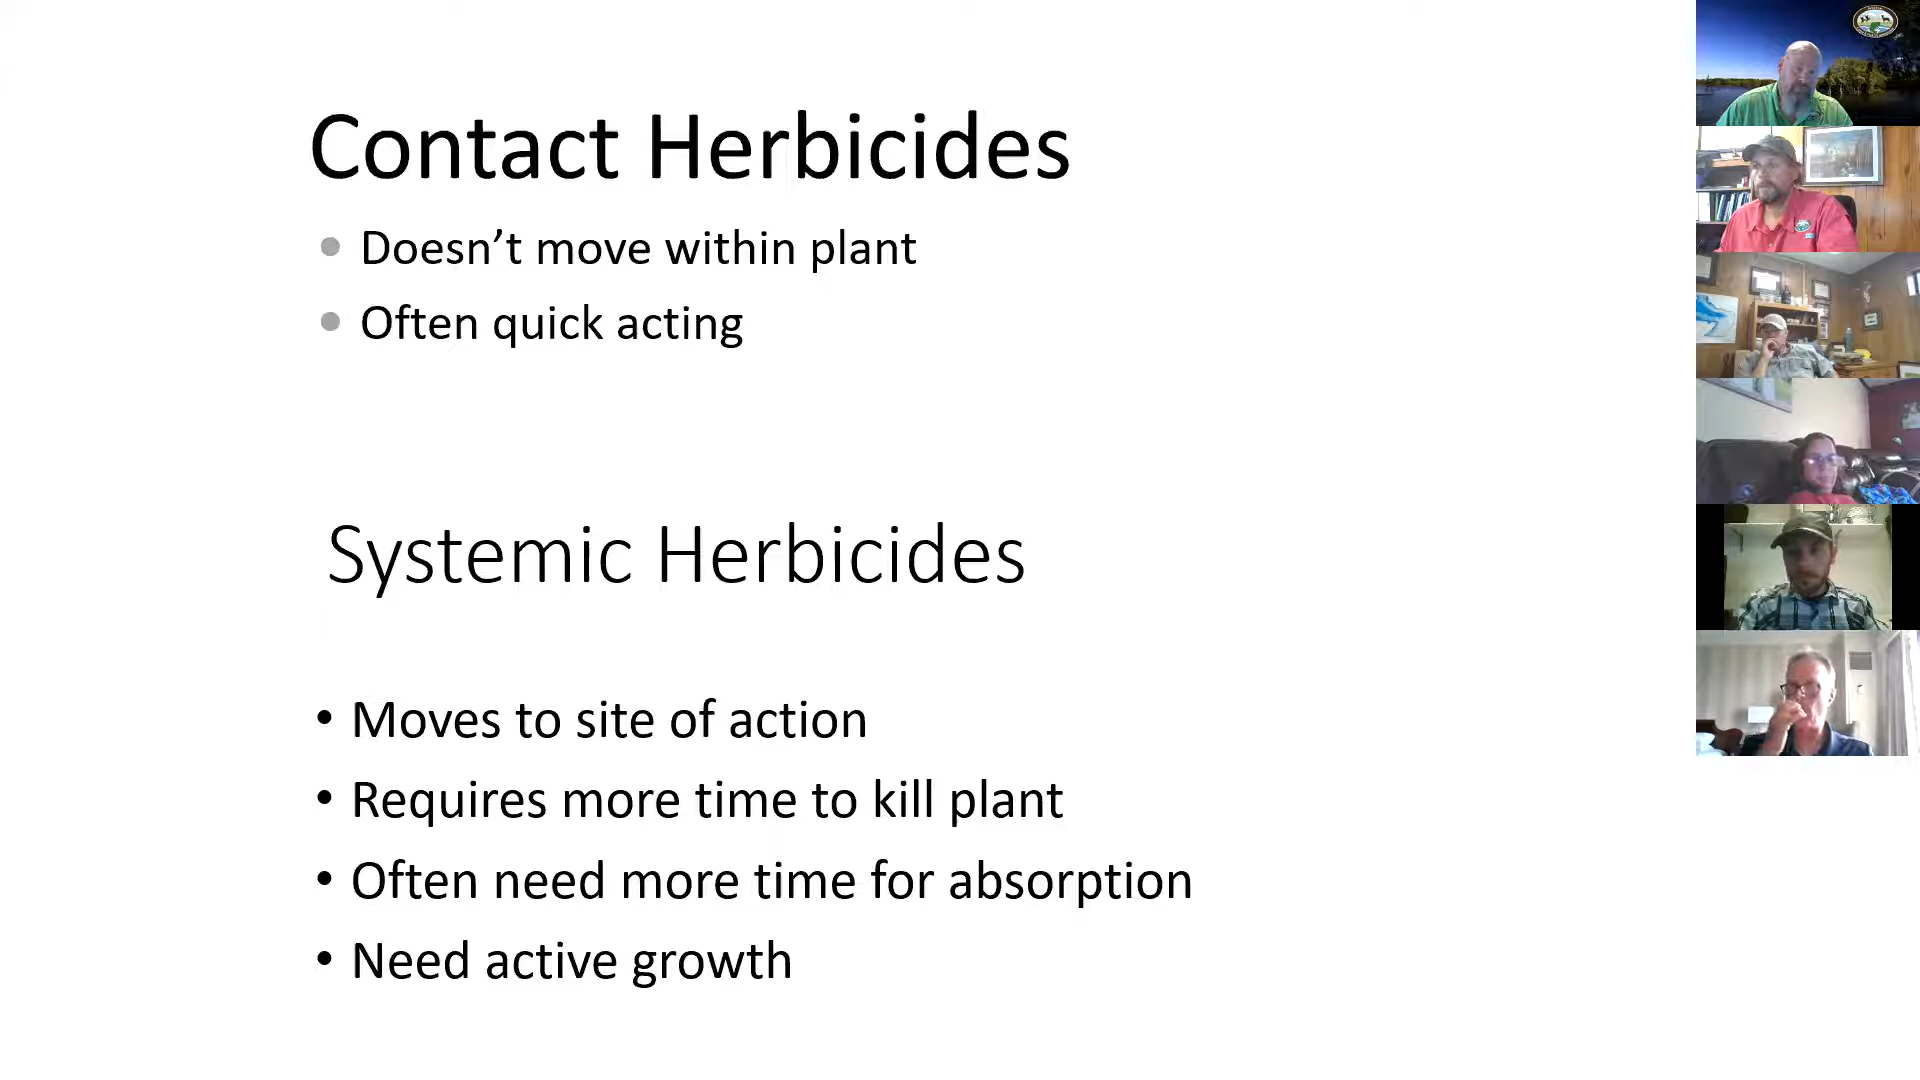 Contact Herbicides
Doesn’t move within plant
Often quick acting
Systemic Herbicides
• Moves to site of action
• Requires more time to kill plant
• Often need more time for absorption
• Need active growth